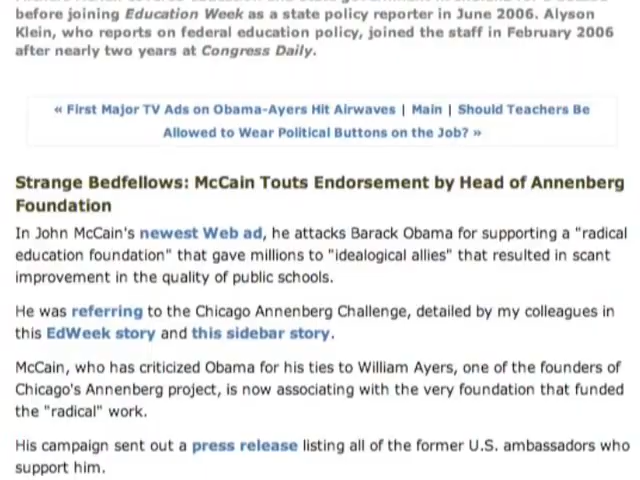 before joining Education Week as a state policy reporter in June 2006. Alyson
Klein, who reports on federal education policy, joined the staff in February 2006
after nearly two years at Congress Daily.
« First Major TV Ads on Obama-Ayers Hit Airwaves | Main | Should Teachers Be
Allowed to Wear Political Buttons on the Job? »
Strange Bedfellows: McCain Touts Endorsement by Head of Annenberg
Foundation
In John McCain's newest Web ad, he attacks Barack Obama for supporting a "radical
education foundation" that gave millions to "idealogical allies" that resulted in scant
improvement in the quality of public schools.
He was referring to the Chicago Annenberg Challenge, detailed by my colleagues in
this EdWeek story and this sidebar story.
McCain, who has criticized Obama for his ties to William Ayers, one of the founders of
Chicago's Annenberg project, is now associating with the very foundation that funded
the "radical" work.
His campaign sent out a press release listing all of the former U.S. ambassadors who
support him.